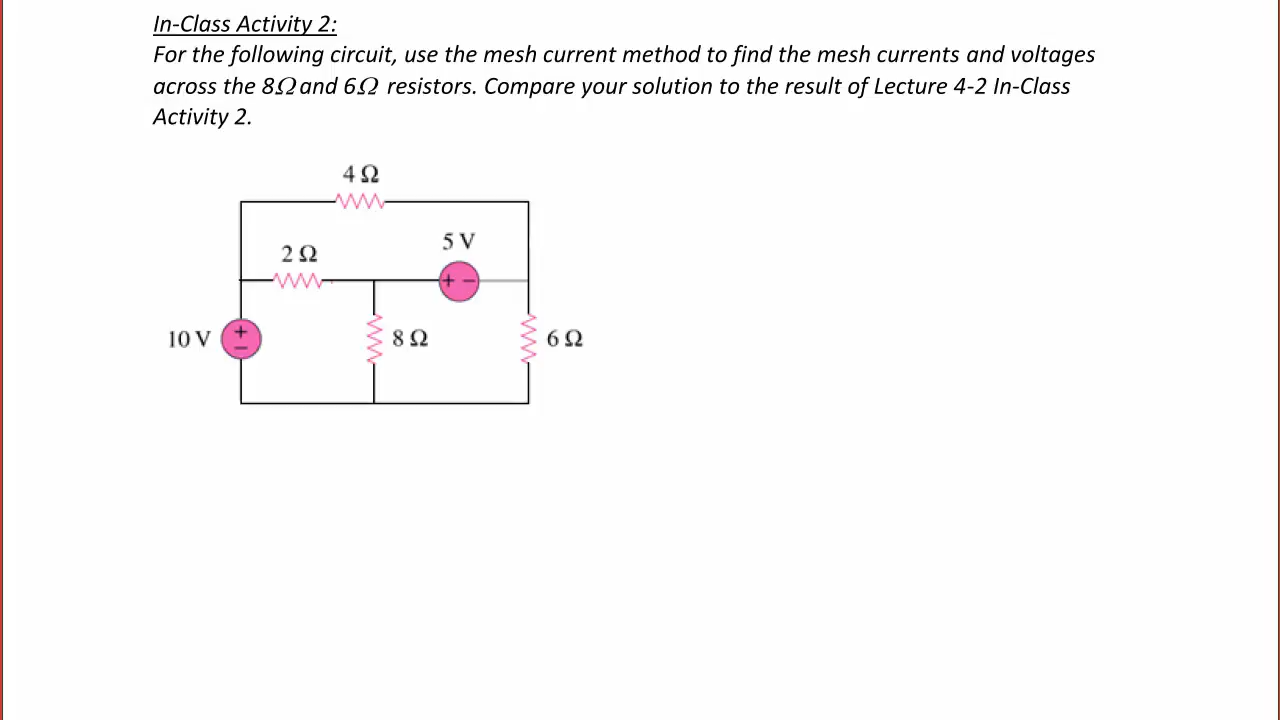 In-Class Activity 2:
For the following circuit, use the mesh current method to find the mesh currents and voltages
across the 8Ω and 6Ω resistors. Compare your solution to the result of Lecture 4-2 In-Class
Activity 2.
4 Ω
5 V
2 Ω
+ −
10 V
+
−
8 Ω
6 Ω